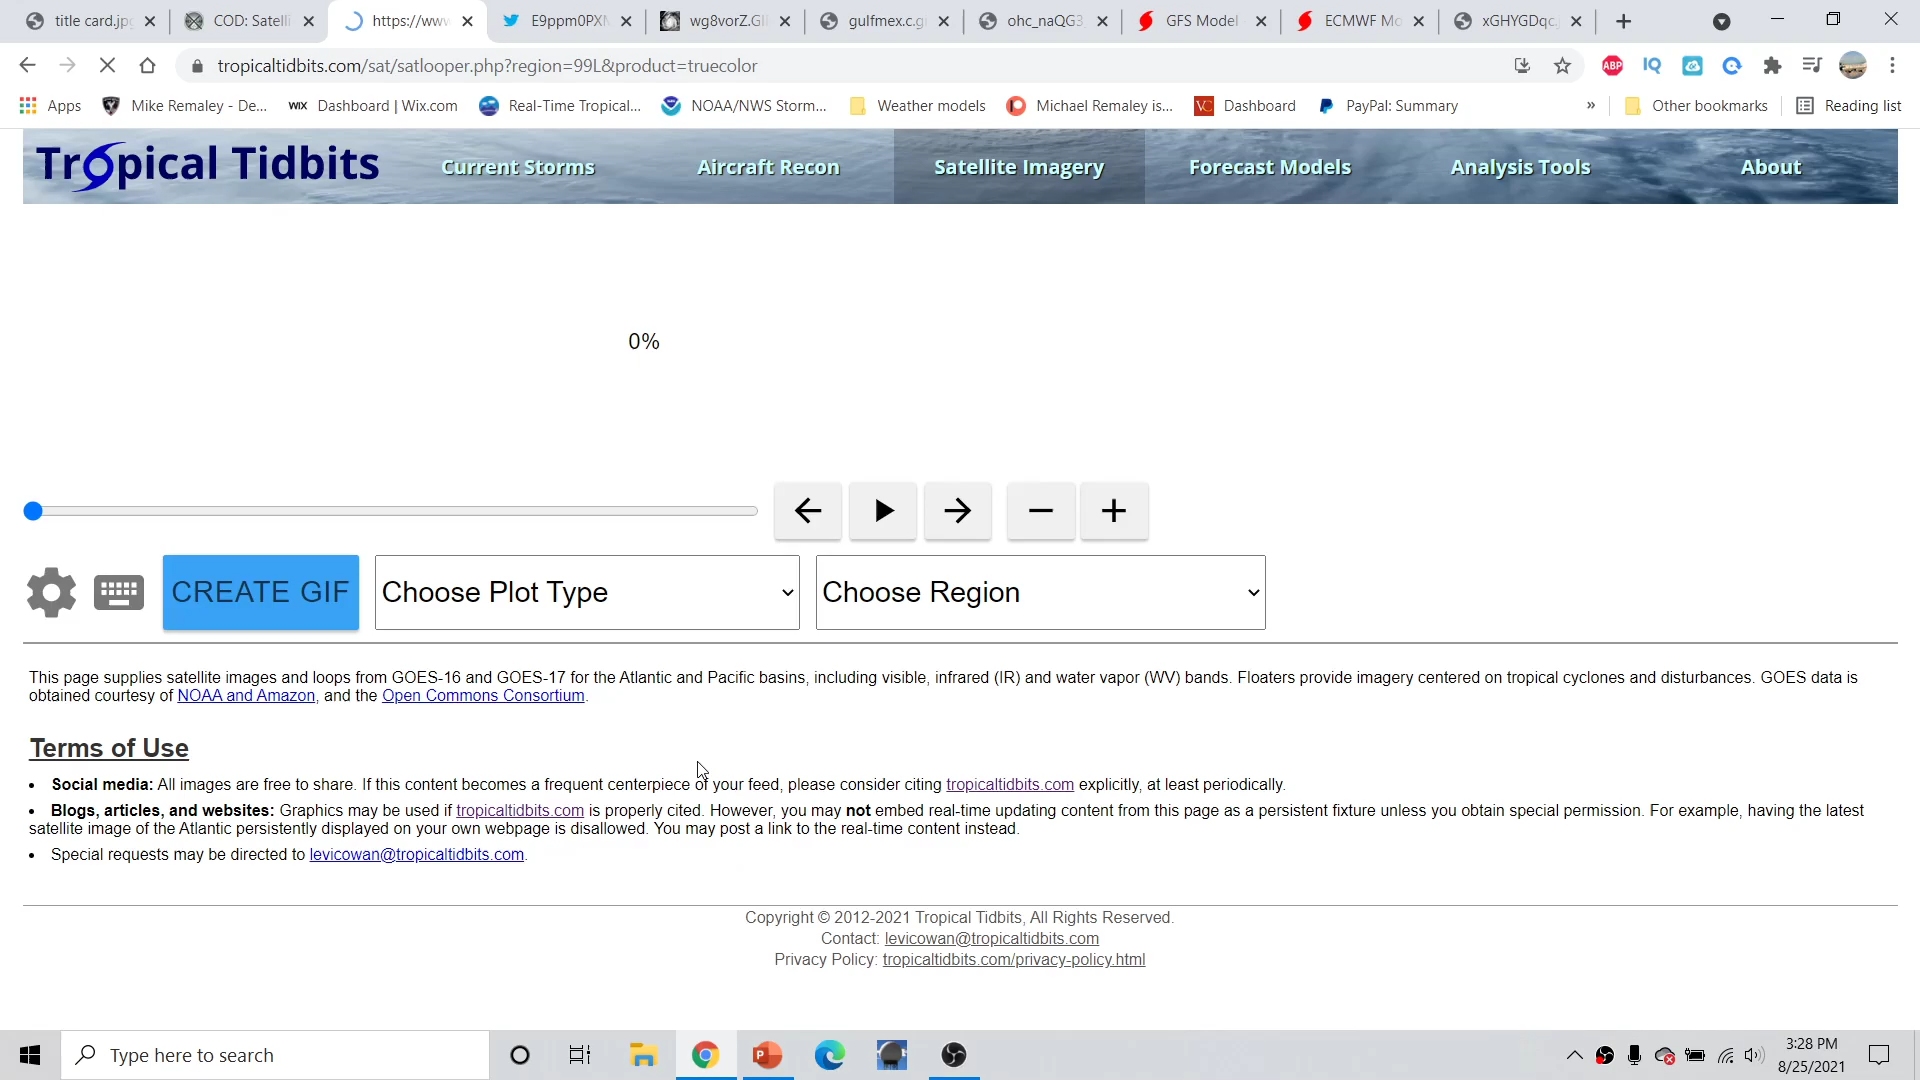 title card.jp
COD: Satelli
https://www
E9ppm0PXI
wg8vorZ.GI
gulfmex.c.g
ohc_naQG3
GFS Model
ECMWF Mo
xGHYGDqc.
tropicaltidbits.com/sat/satlooper.php?region=99L&product=truecolor
ABP
IQ
Apps
Mike Remaley - De...
WIX Dashboard | Wix.com
Real-Time Tropical...
NOAA/NWS Storm...
Weather models
Michael Remaley is...
VC Dashboard
PayPal: Summary
»
Other bookmarks
Reading list
Tropical Tidbits
Current Storms
Aircraft Recon
Satellite Imagery
Forecast Models
Analysis Tools
About
0%
CREATE GIF
Choose Plot Type
Choose Region
This page supplies satellite images and loops from GOES-16 and GOES-17 for the Atlantic and Pacific basins, including visible, infrared (IR) and water vapor (WV) bands. Floaters provide imagery centered on tropical cyclones and disturbances. GOES data is
obtained courtesy of NOAA and Amazon, and the Open Commons Consortium.
Terms of Use
• Social media: All images are free to share. If this content becomes a frequent centerpiece of your feed, please consider citing tropicaltidbits.com explicitly, at least periodically.
• Blogs, articles, and websites: Graphics may be used if tropicaltidbits.com is properly cited. However, you may not embed real-time updating content from this page as a persistent fixture unless you obtain special permission. For example, having the latest
satellite image of the Atlantic persistently displayed on your own webpage is disallowed. You may post a link to the real-time content instead.
• Special requests may be directed to levicowan@tropicaltidbits.com.
Copyright © 2012-2021 Tropical Tidbits, All Rights Reserved.
Contact: levicowan@tropicaltidbits.com
Privacy Policy: tropicaltidbits.com/privacy-policy.html
Type here to search
3:28 PM
8/25/2021